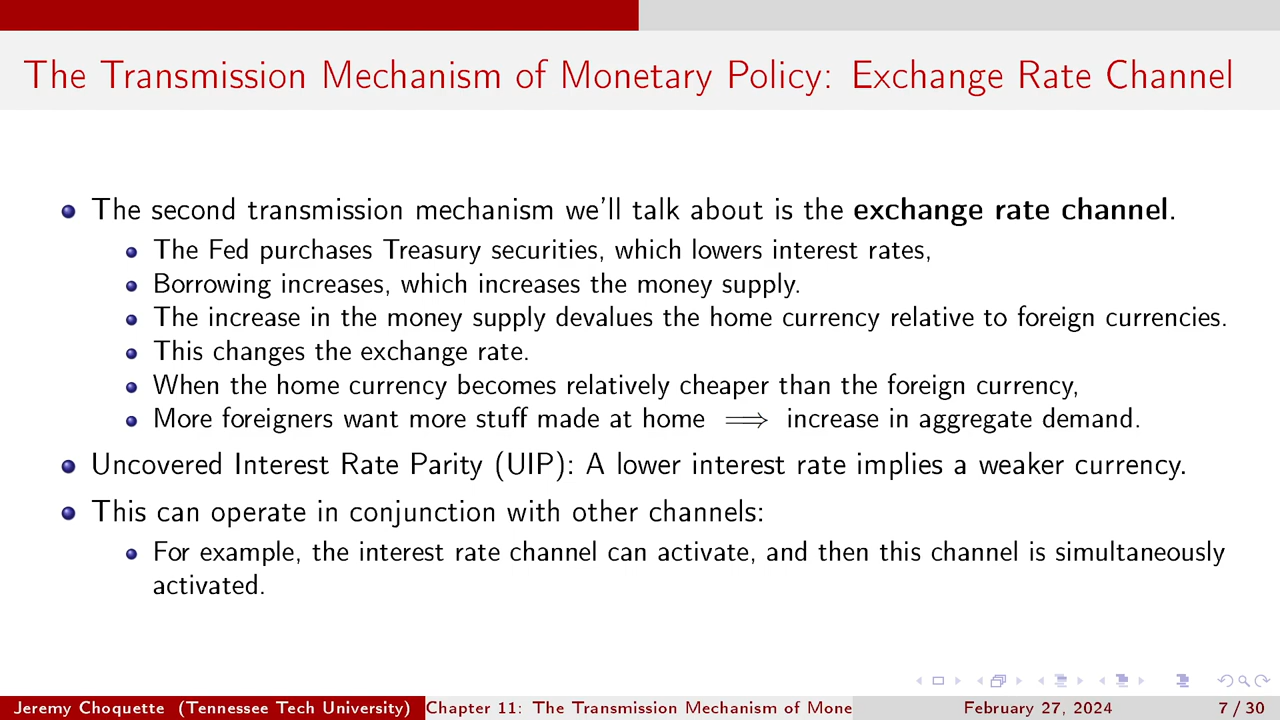 The Transmission Mechanism of Monetary Policy: Exchange Rate Channel
The second transmission mechanism we'll talk about is the exchange rate channel.
The Fed purchases Treasury securities, which lowers interest rates,
Borrowing increases, which increases the money supply.
The increase in the money supply devalues the home currency relative to foreign currencies.
This changes the exchange rate.
When the home currency becomes relatively cheaper than the foreign currency,
More foreigners want more stuff made at home ⟹ increase in aggregate demand.
Uncovered Interest Rate Parity (UIP): A lower interest rate implies a weaker currency.
This can operate in conjunction with other channels:
For example, the interest rate channel can activate, and then this channel is simultaneously
activated.
Jeremy Choquette (Tennessee Tech University) Chapter 11: The Transmission Mechanism of Mone February 27, 2024 7 / 30